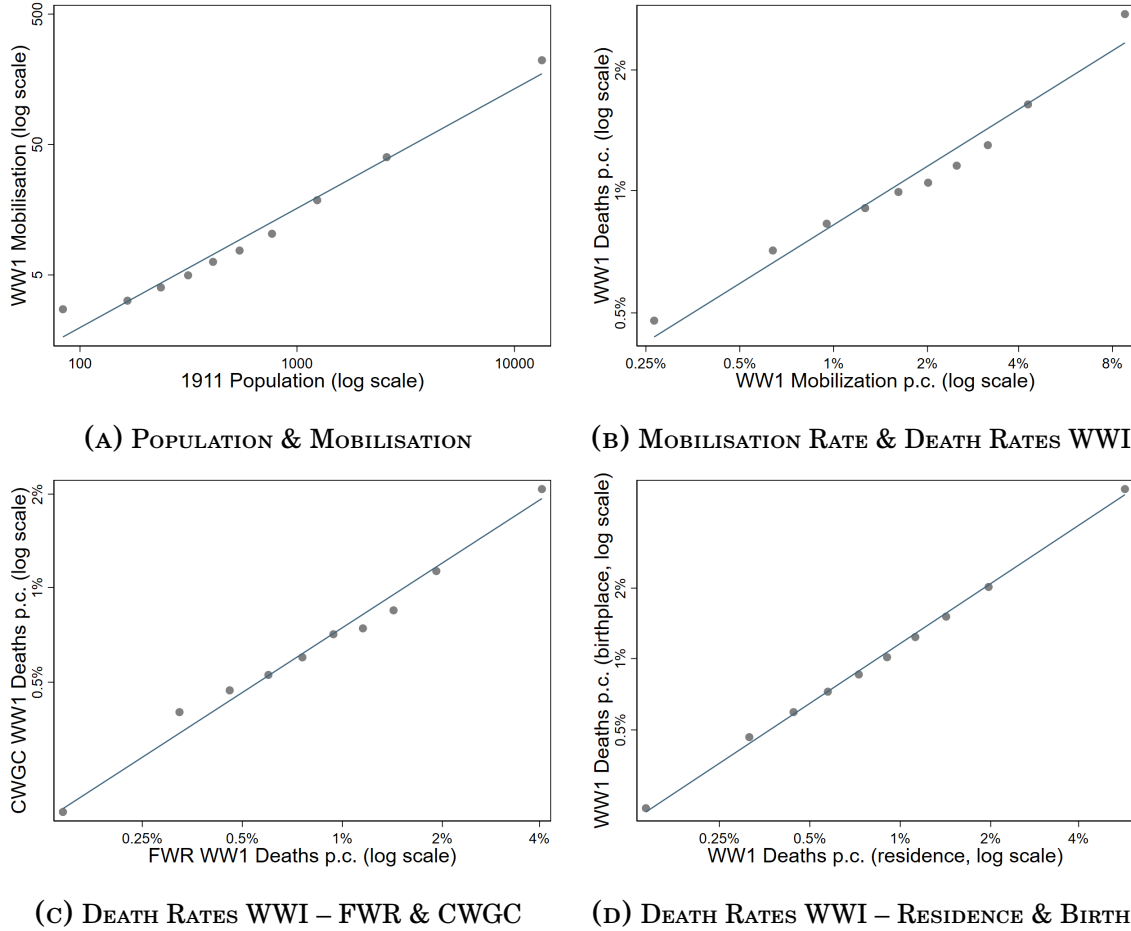 WW1 Mobilisation (log scale)
500
50
5
100
1000
10000
1911 Population (log scale)
(A) Population & Mobilisation
WW1 Deaths p.c. (log scale)
2%
1%
0.5%
0.25%
0.5%
1%
2%
4%
8%
WW1 Mobilization p.c. (log scale)
(B) Mobilisation Rate & Death Rates WWI
CWGC WW1 Deaths p.c. (log scale)
2%
1%
0.5%
0.25%
0.5%
1%
2%
4%
FWR WW1 Deaths p.c. (log scale)
(C) Death Rates WWI – FWR & CWGC
WW1 Deaths p.c. (birthplace, log scale)
2%
1%
0.5%
0.25%
0.5%
1%
2%
4%
WW1 Deaths p.c. (residence, log scale)
(D) Death Rates WWI – Residence & Birth